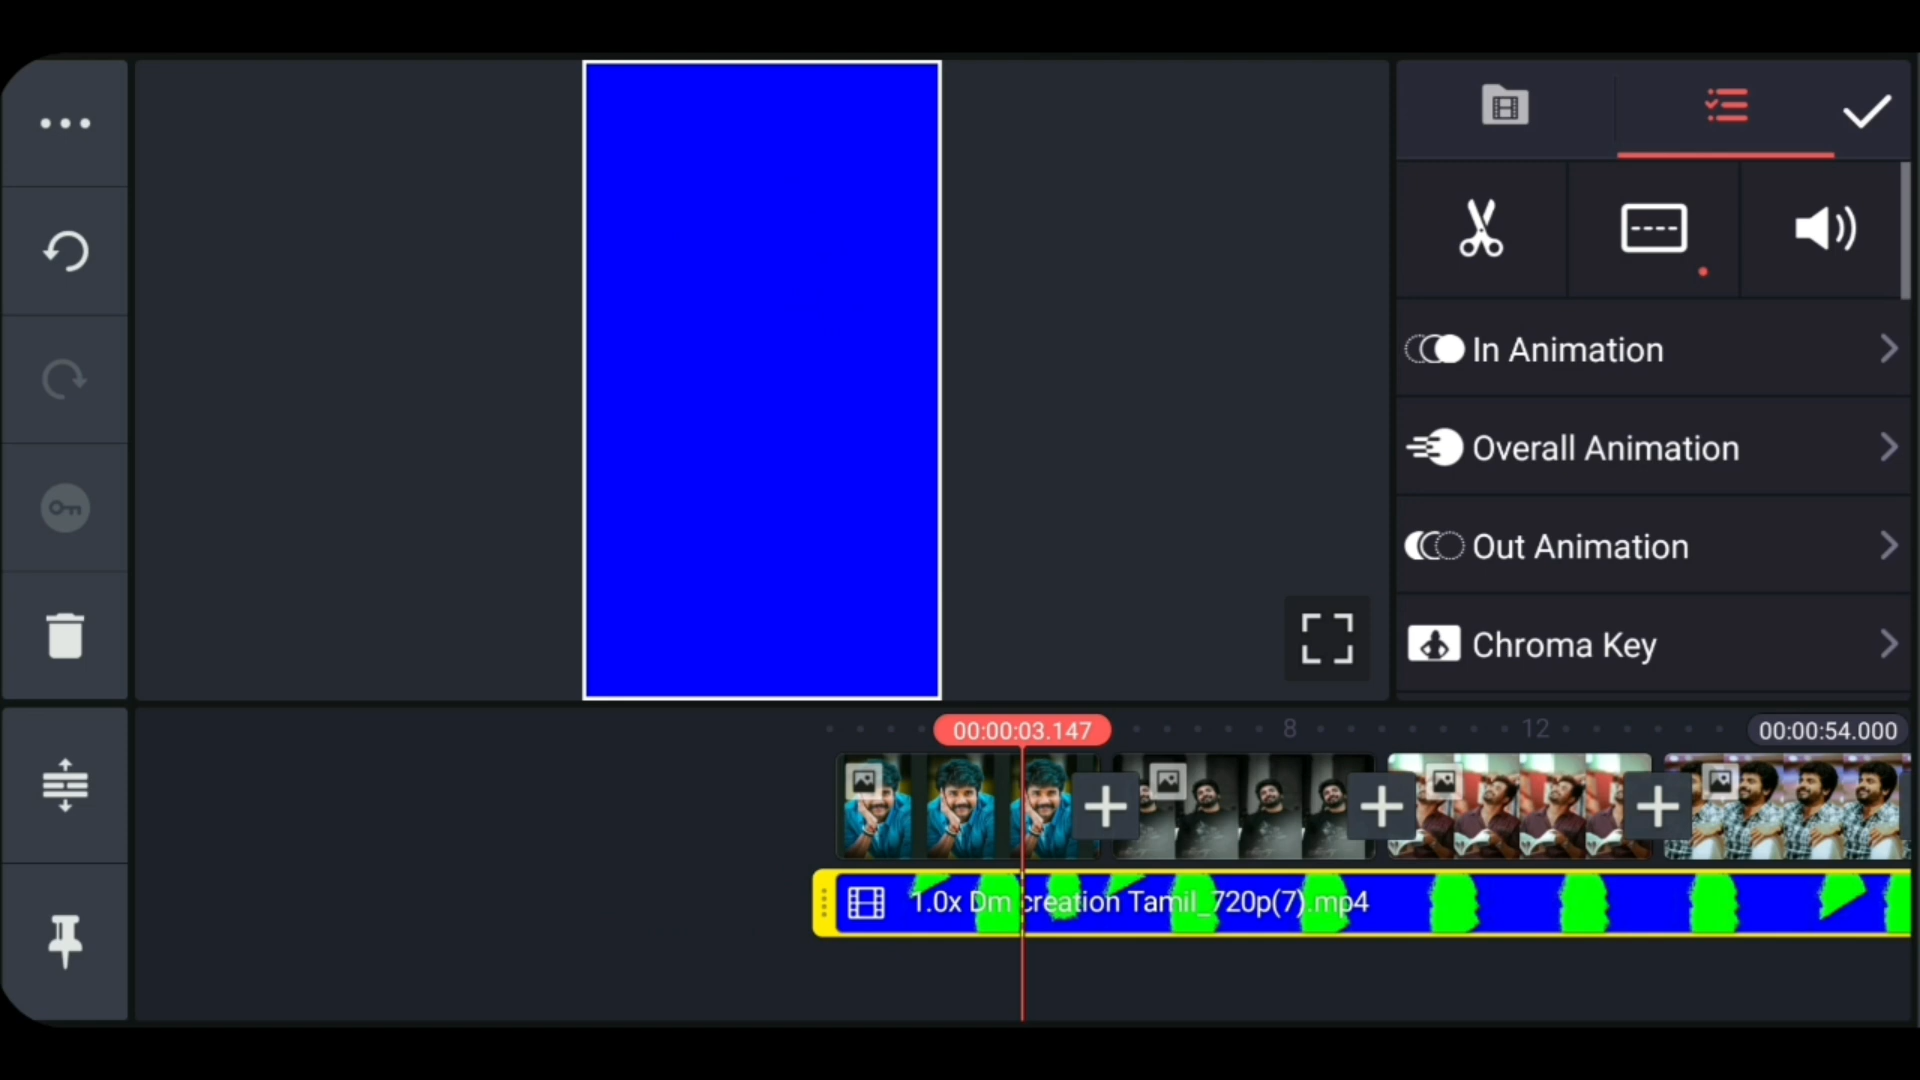 In Animation
Overall Animation
Out Animation
Chroma Key
00:00:03.147
8
12
00:00:54.000
1.0x Dm creation Tamil_720p(7).mp4